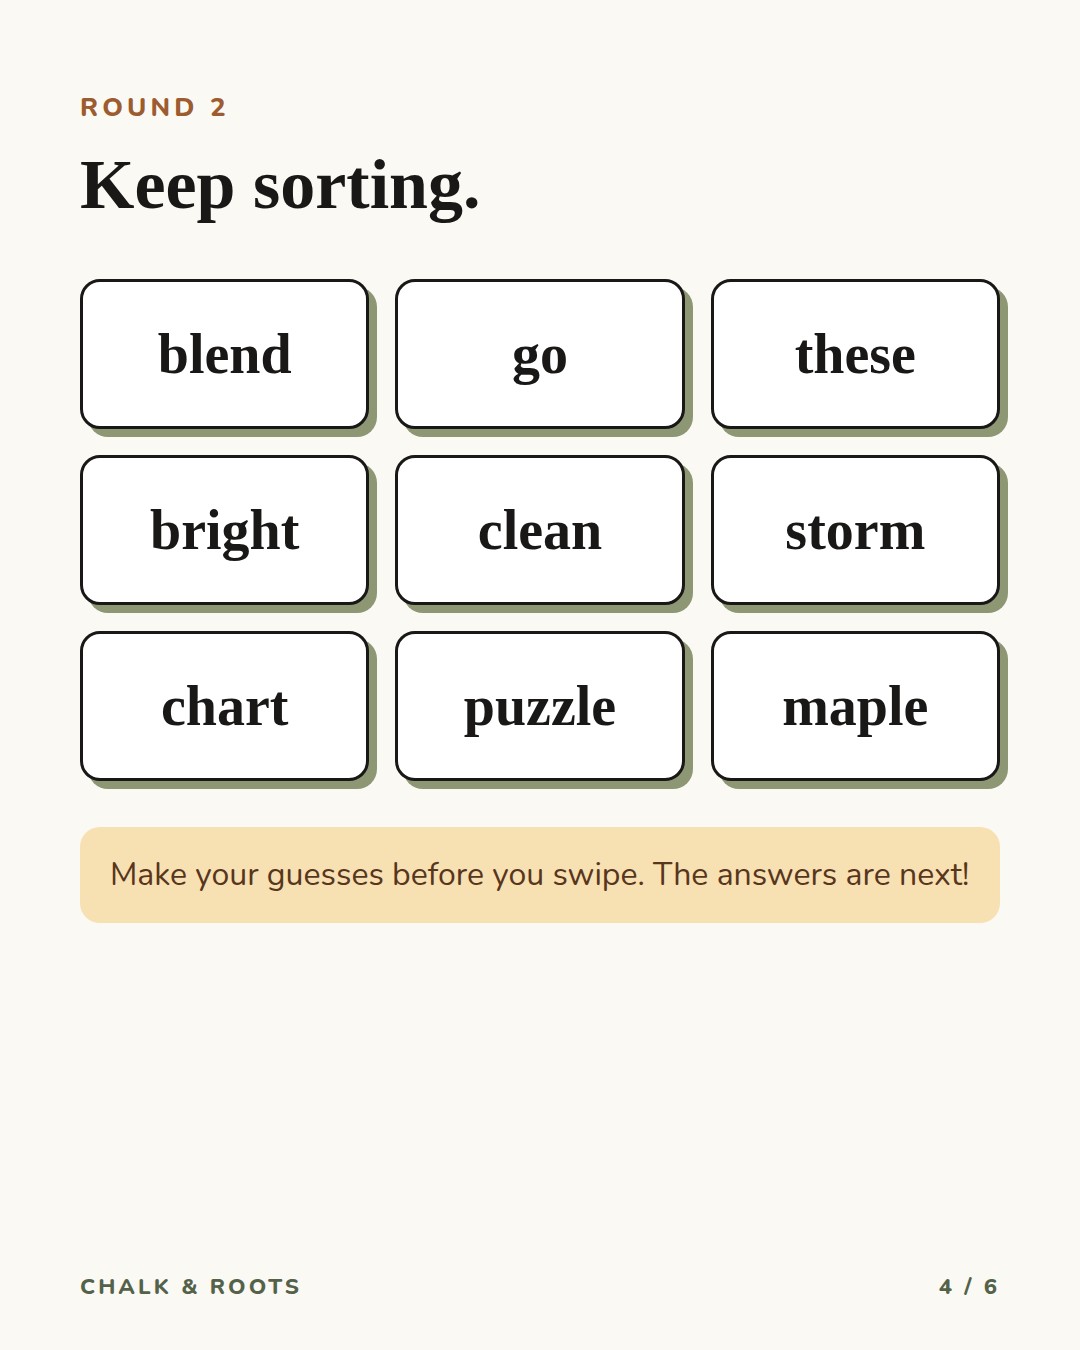 ROUND 2
Keep sorting.
blend
go
these
bright
clean
storm
chart
puzzle
maple
Make your guesses before you swipe. The answers are next!
CHALK & ROOTS
4 / 6